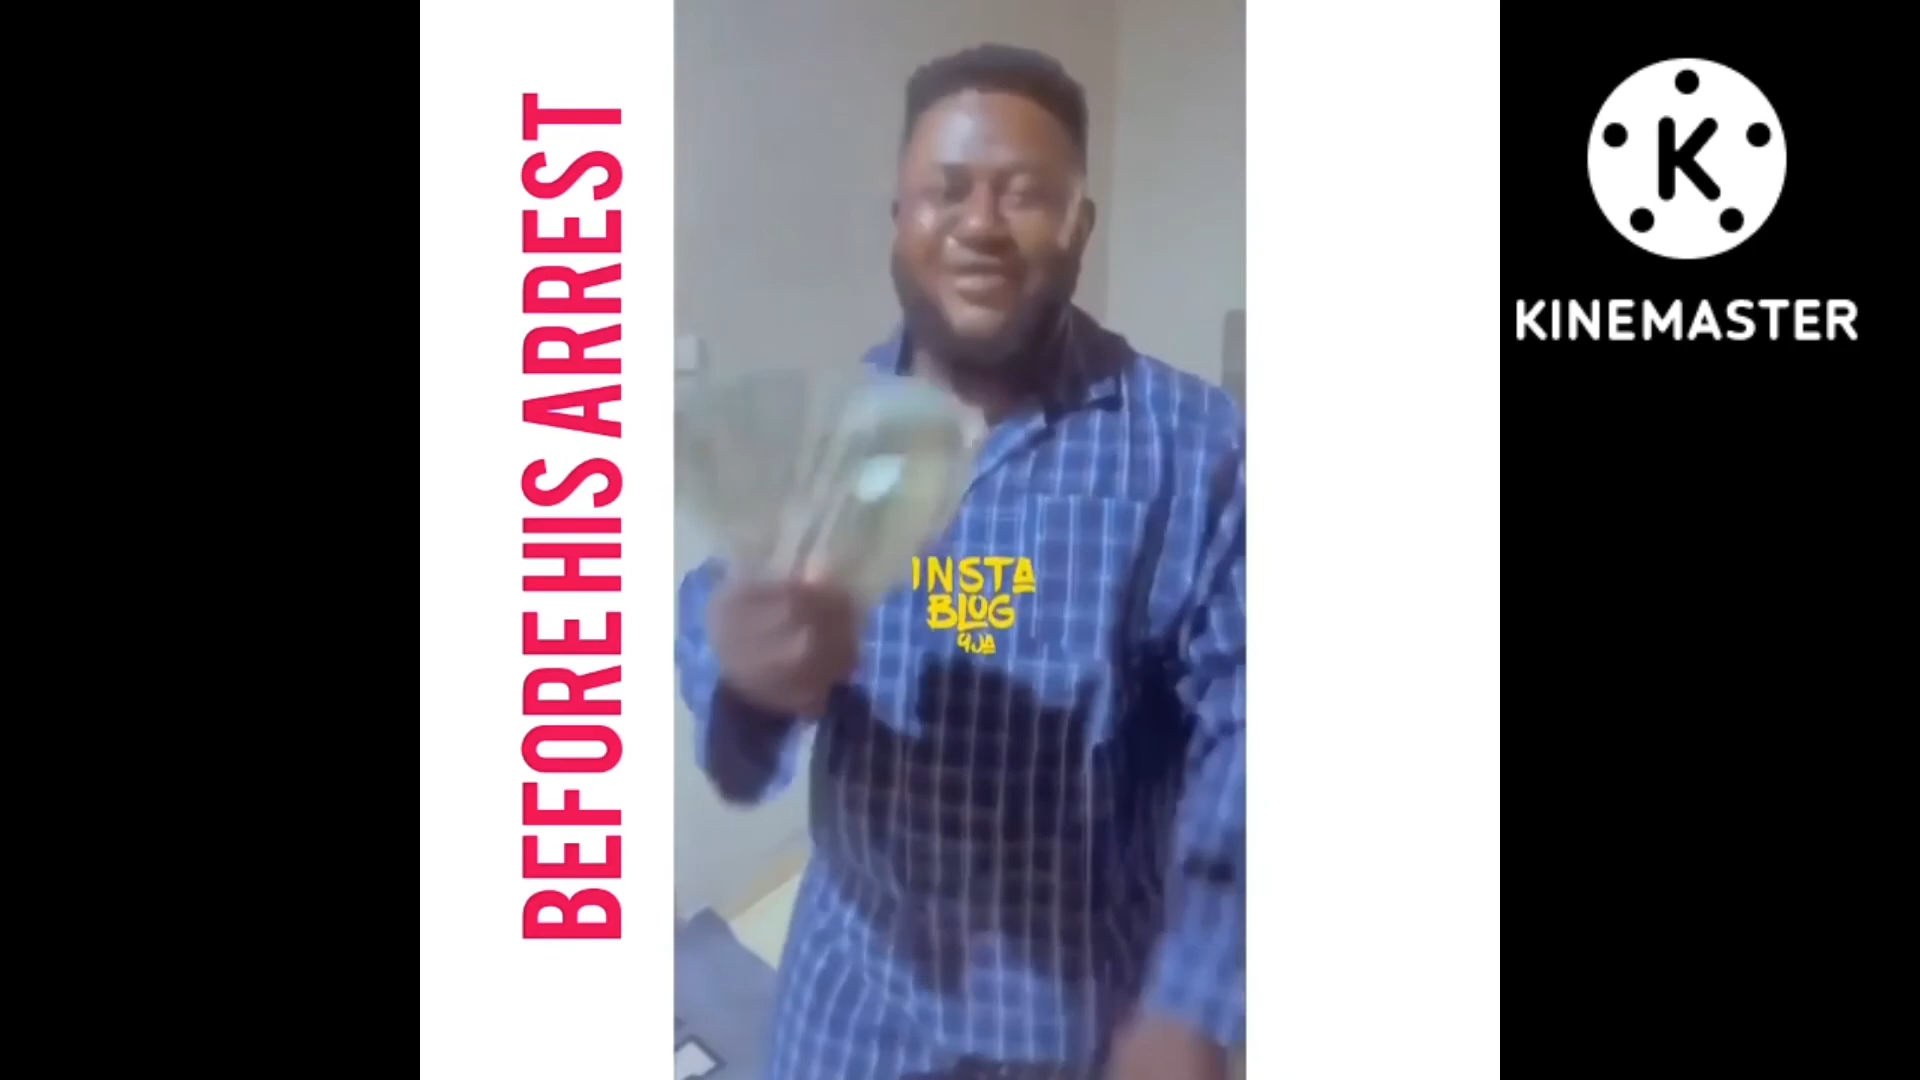 BEFORE HIS ARREST
INSTA
BLOG
9JA
K
KINEMASTER